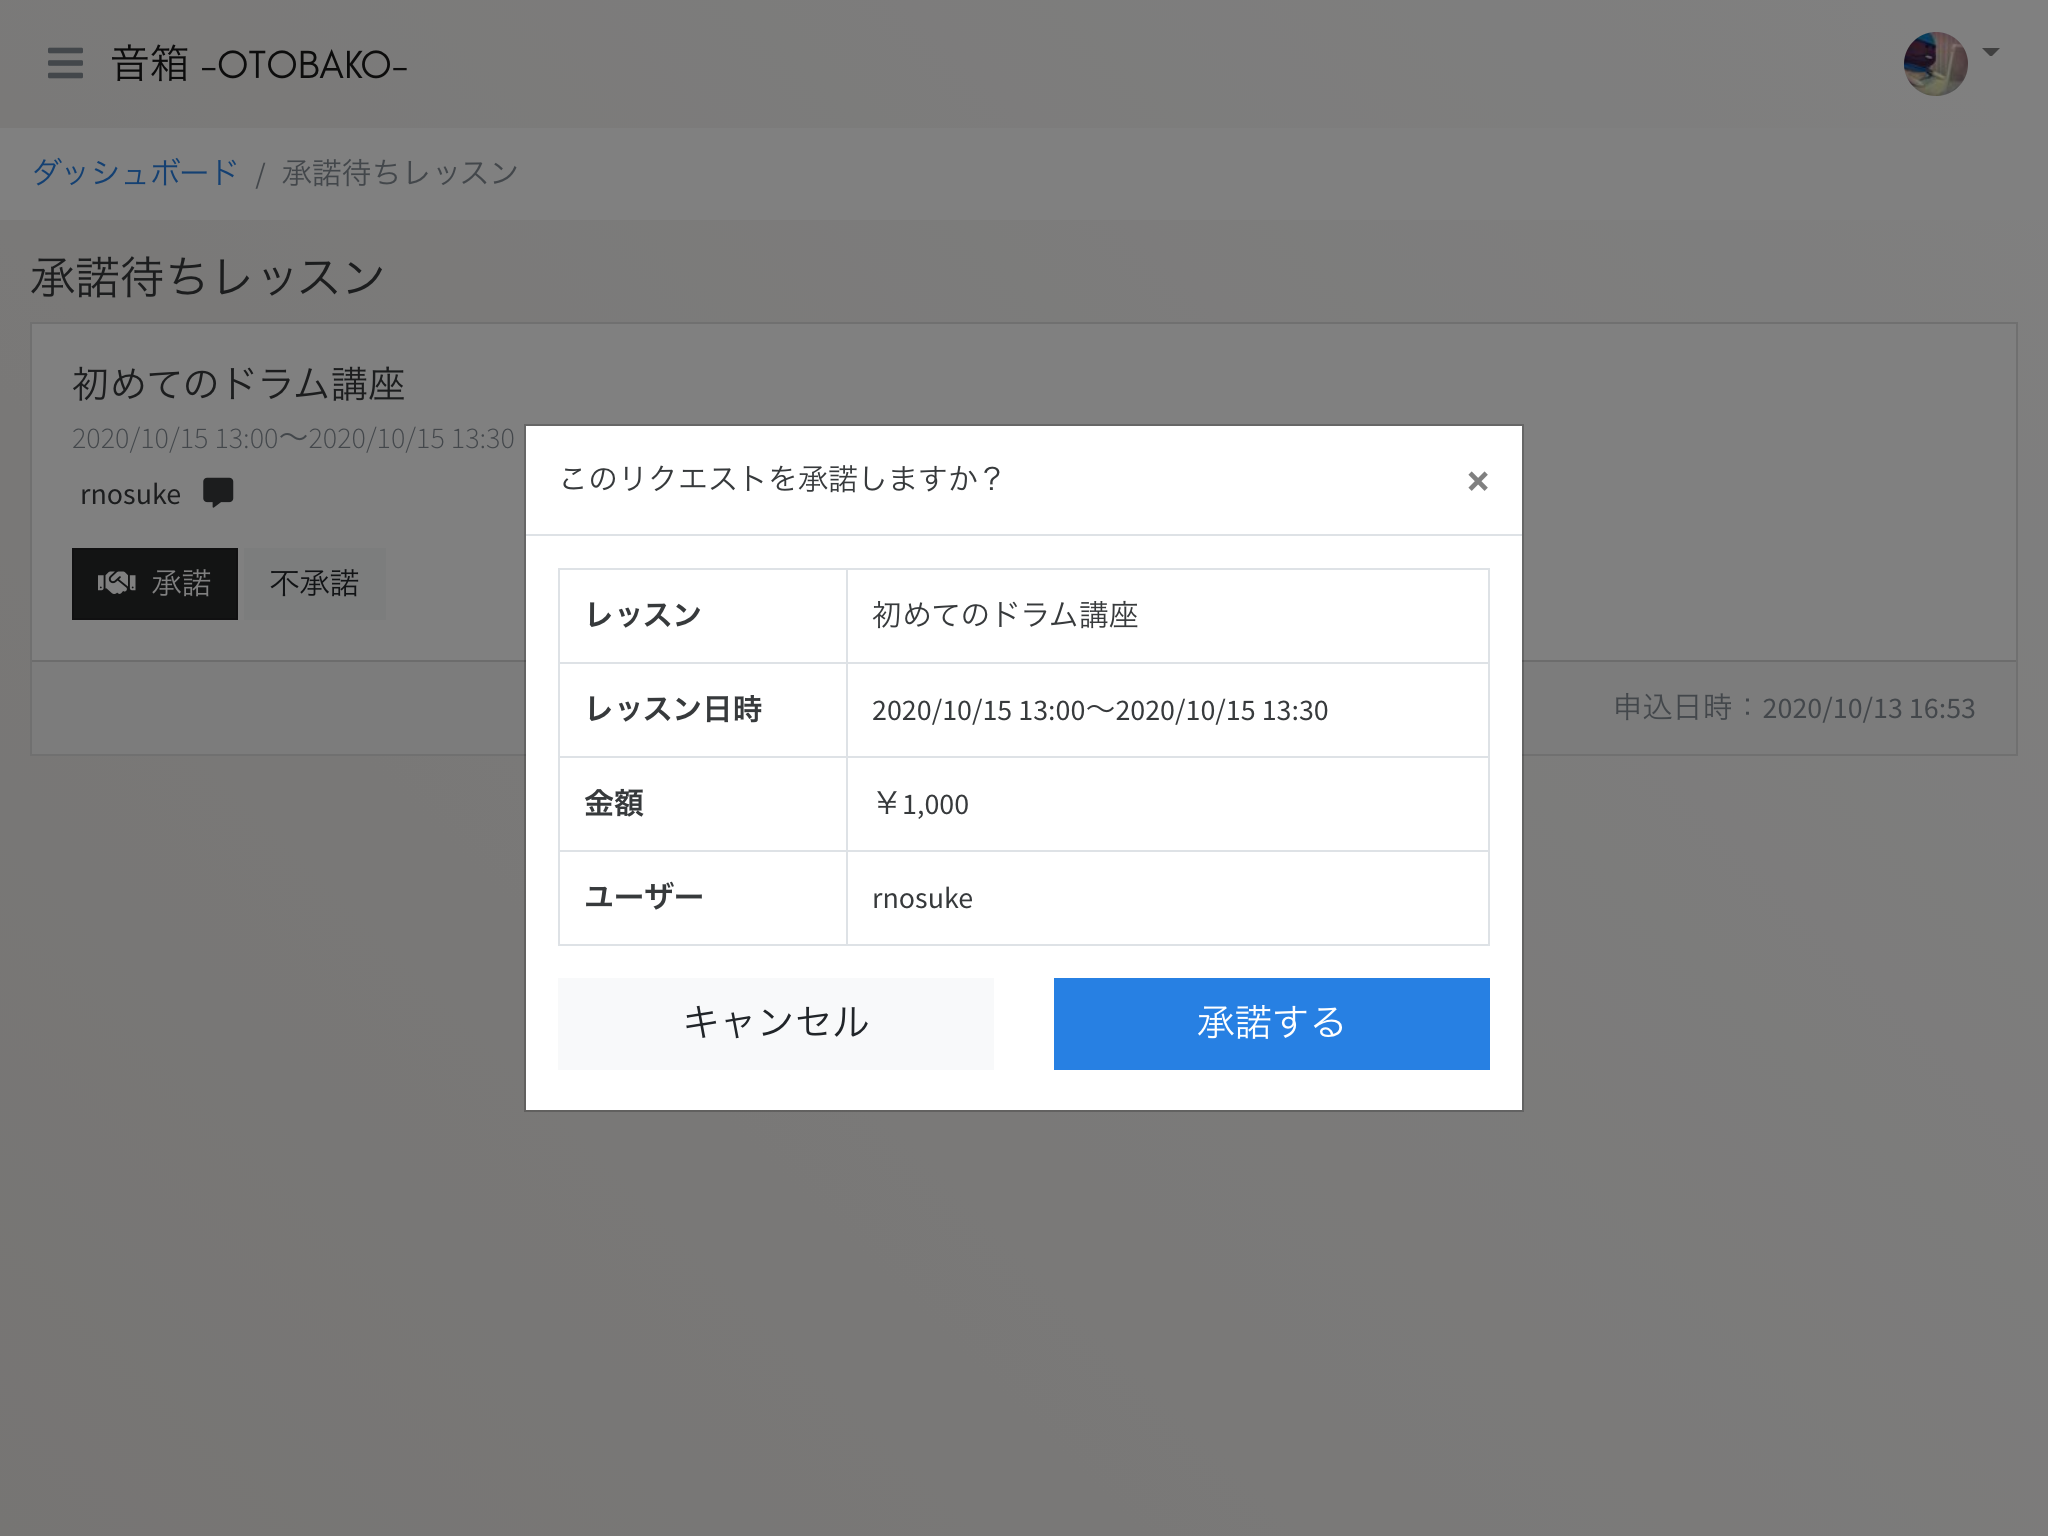 音箱 -OTOBAKO-
ダッシュボード / 承諾待ちレッスン
承諾待ちレッスン
初めてのドラム講座
2020/10/15 13:00〜2020/10/15 13:30
rnosuke
承諾 不承諾
申込日時：2020/10/13 16:53
このリクエストを承諾しますか？ ×
レッスン 初めてのドラム講座
レッスン日時 2020/10/15 13:00〜2020/10/15 13:30
金額 ￥1,000
ユーザー rnosuke
キャンセル 承諾する